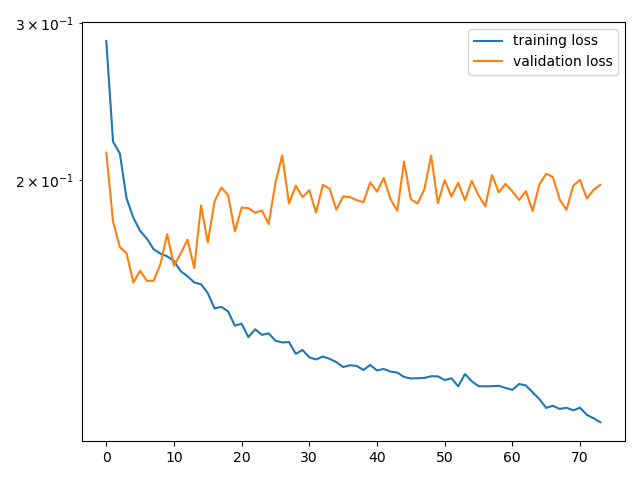 3 × 10⁻¹
2 × 10⁻¹
training loss
validation loss
0 10 20 30 40 50 60 70